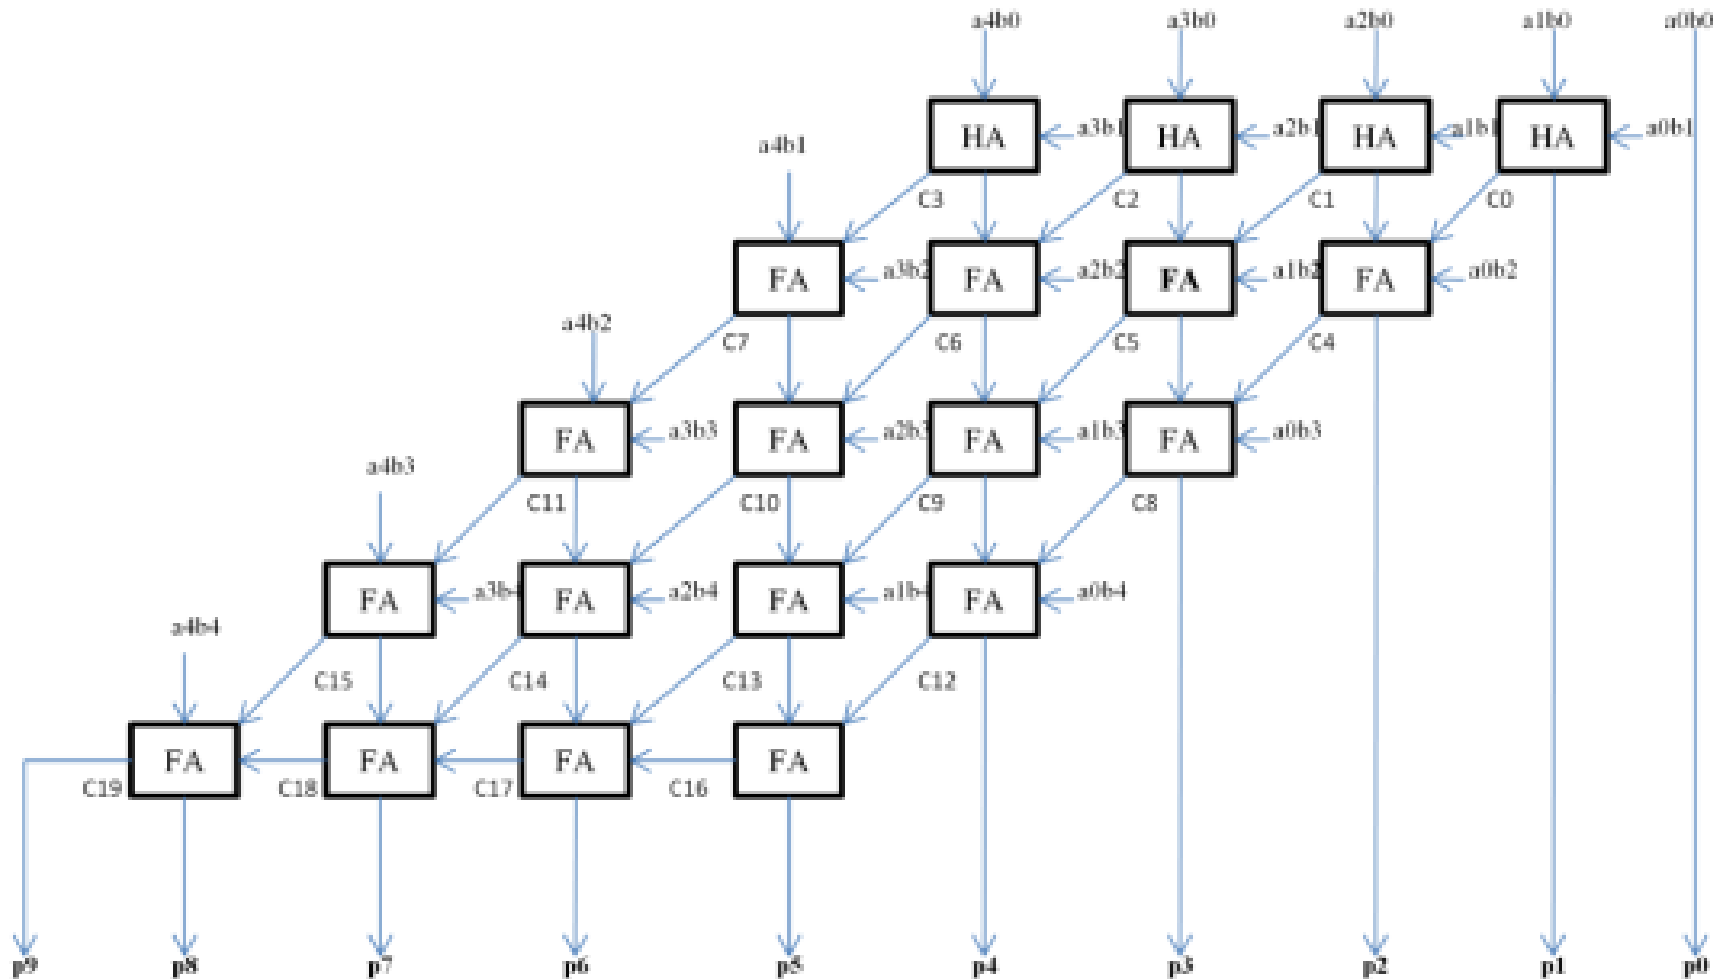 a4b0 a3b0 a2b0 a1b0 a0b0
HA a3b1 HA a2b1 HA a1b1 HA a0b1
a4b1
C3 C2 C1 C0
FA a3b2 FA a2b2 FA a1b2 FA a0b2
a4b2
C7 C6 C5 C4
FA a3b3 FA a2b3 FA a1b3 FA a0b3
a4b3
C11 C10 C9 C8
FA a3b4 FA a2b4 FA a1b4 FA a0b4
a4b4
C15 C14 C13 C12
FA FA FA FA
C19 C18 C17 C16
p9 p8 p7 p6 p5 p4 p3 p2 p1 p0